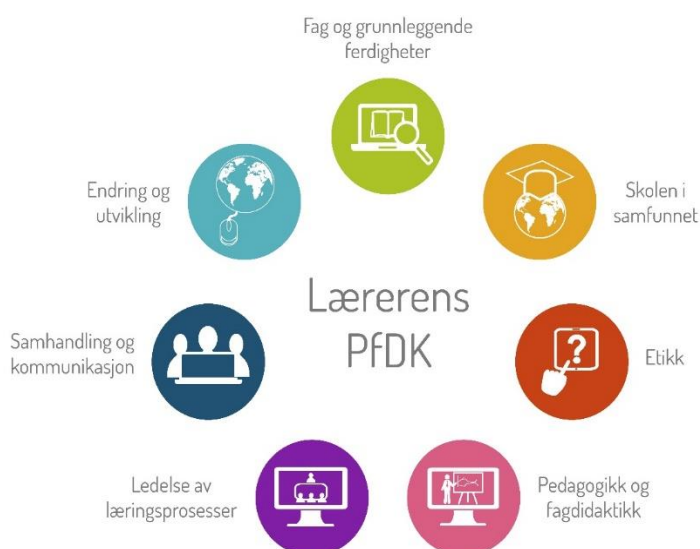 Fag og grunnleggende
ferdigheter
Skolen i
samfunnet
Etikk
Pedagogikk og
fagdidaktikk
Ledelse av
læringsprosesser
Samhandling og
kommunikasjon
Endring og
utvikling
Lærerens
PfDK
?